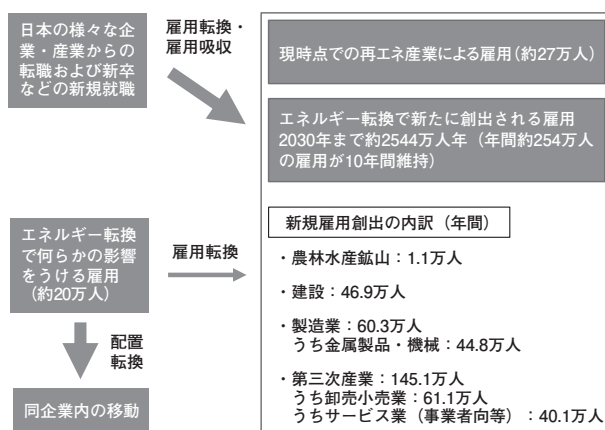 日本の様々な企
業・産業からの
転職および新卒
などの新規就職
雇用転換・
雇用吸収
現時点での再エネ産業による雇用（約27万人）
エネルギー転換で新たに創出される雇用
2030年まで約2544万人年（年間約254万人
の雇用が10年間維持）
エネルギー転換
で何らかの影響
をうける雇用
（約20万人）
雇用転換
配置
転換
同企業内の移動
新規雇用創出の内訳（年間）
・農林水産鉱山：1.1万人
・建設：46.9万人
・製造業：60.3万人
うち金属製品・機械：44.8万人
・第三次産業：145.1万人
うち卸売小売業：61.1万人
うちサービス業（事業者向等）：40.1万人